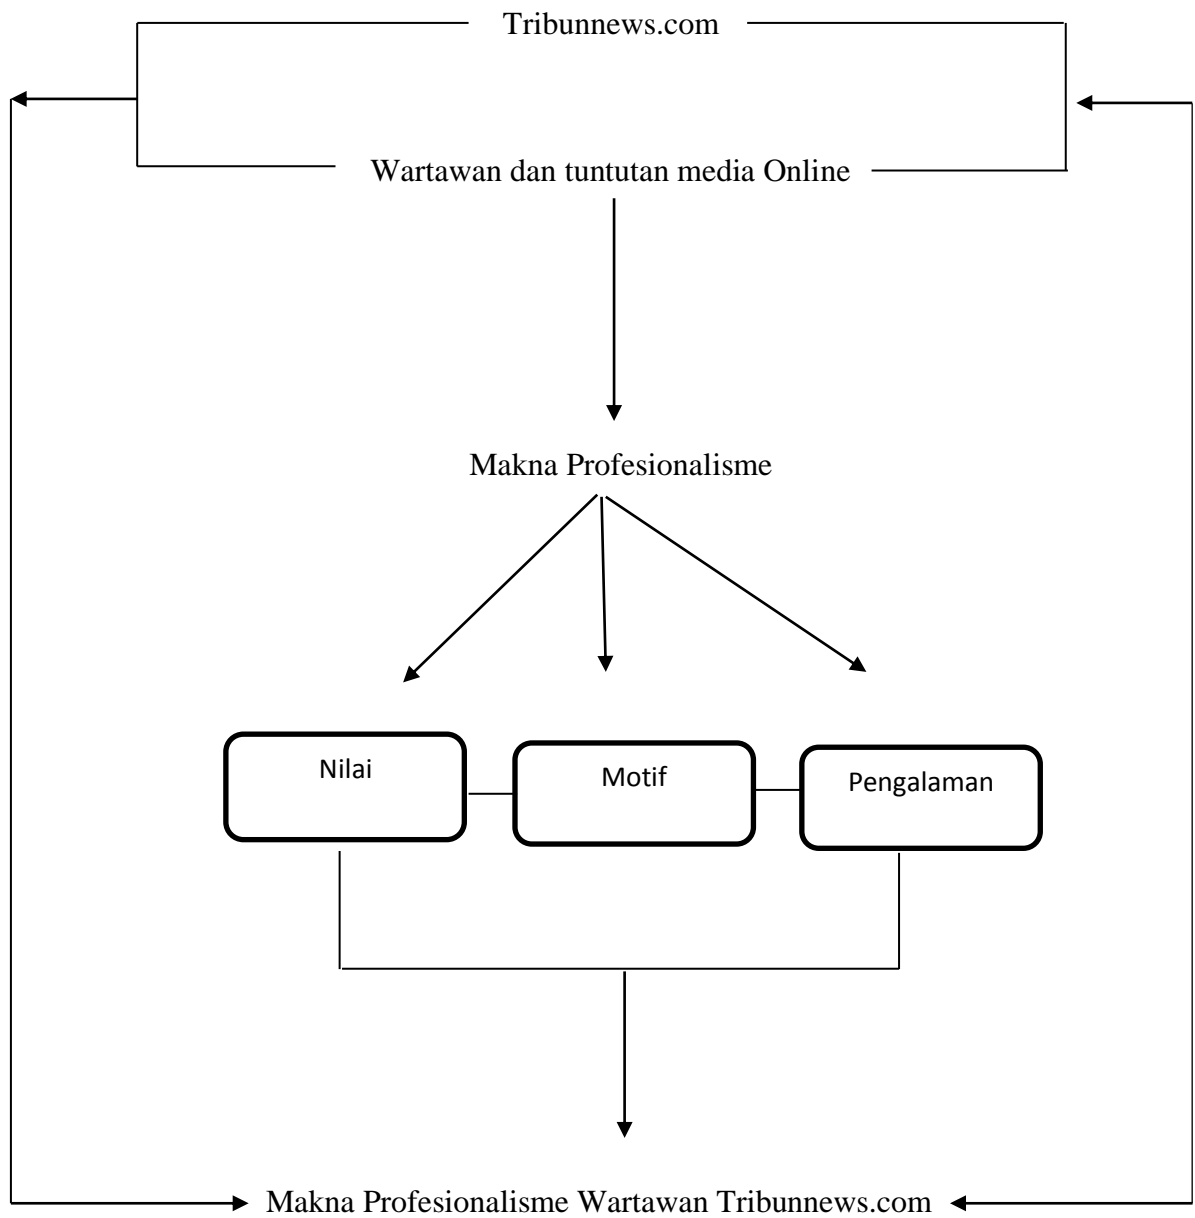 Tribunnews.com
Wartawan dan tuntutan media Online
Makna Profesionalisme
Nilai
Motif
Pengalaman
Makna Profesionalisme Wartawan Tribunnews.com